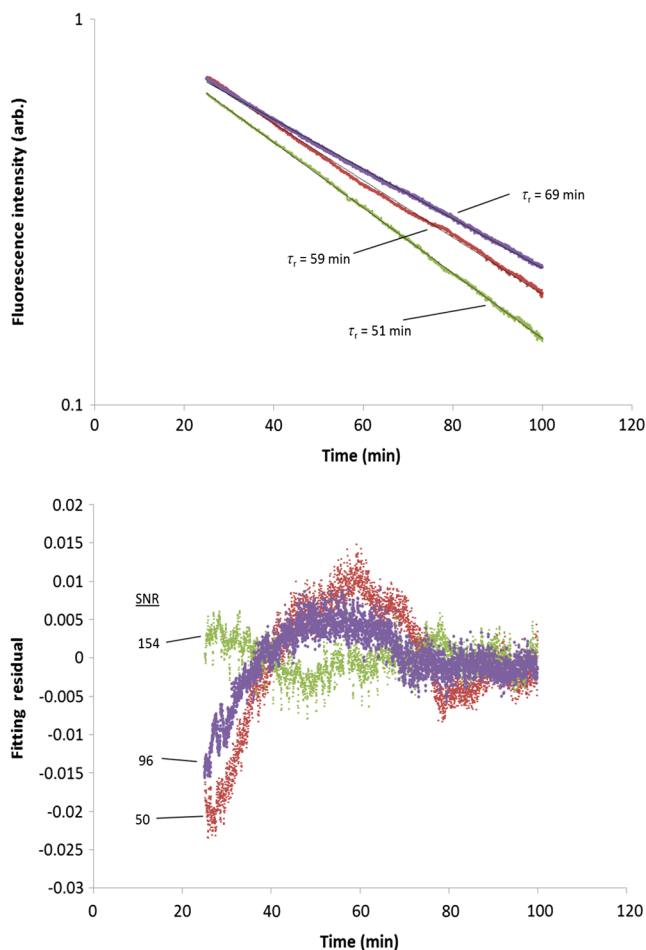 1
Fluorescence intensity (arb.)
τr = 69 min
τr = 59 min
τr = 51 min
0.1
0 20 40 60 80 100 120
Time (min)
0.02
0.015
0.01
SNR
0.005
154
0
Fitting residual
-0.005
-0.01
96
-0.015
-0.02
50
-0.025
-0.03
0 20 40 60 80 100 120
Time (min)